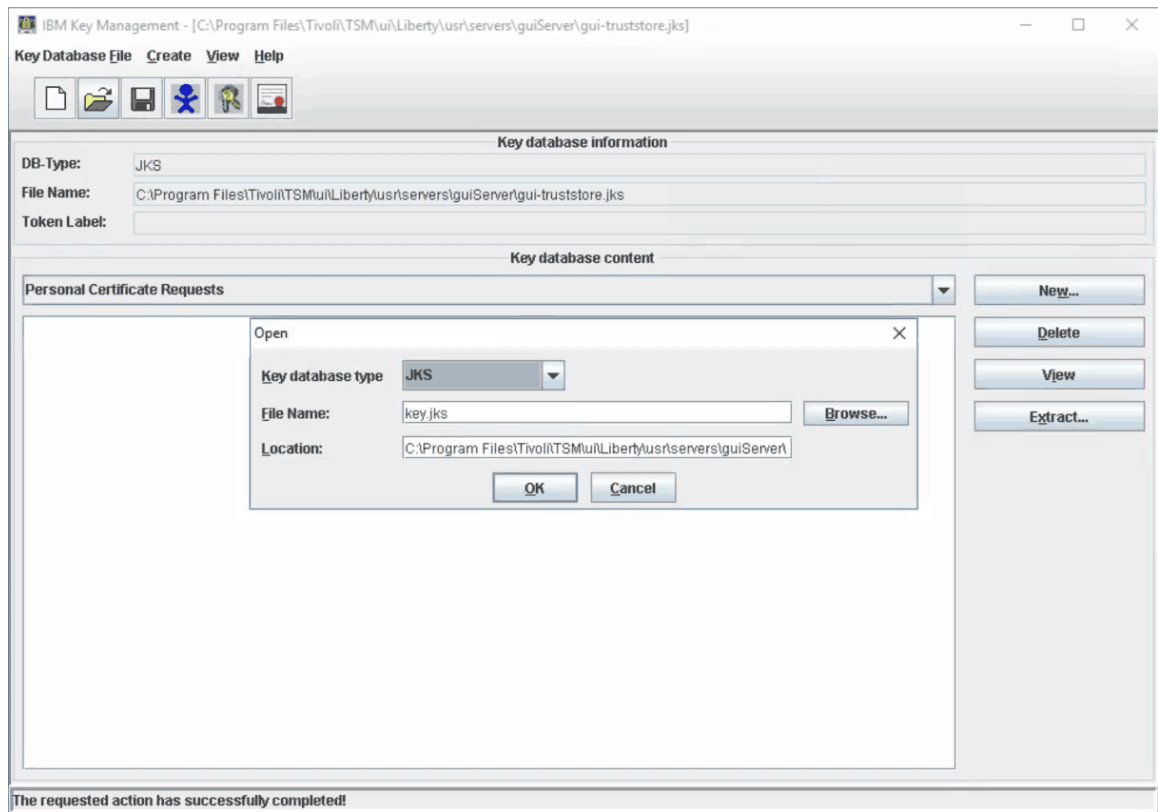 IBM Key Management - [C:\Program Files\Tivoli\TSM\ui\Liberty\usr\servers\guiServer\gui-truststore.jks]
Key Database File Create View Help
Key database information
DB-Type: JKS
File Name: C:\Program Files\Tivoli\TSM\ui\Liberty\usr\servers\guiServer\gui-truststore.jks
Token Label:
Key database content
Personal Certificate Requests
New...
Open
Delete
Key database type JKS
View
File Name: key.jks Browse...
Extract...
Location: C:\Program Files\Tivoli\TSM\ui\Liberty\usr\servers\guiServer\
OK Cancel
The requested action has successfully completed!